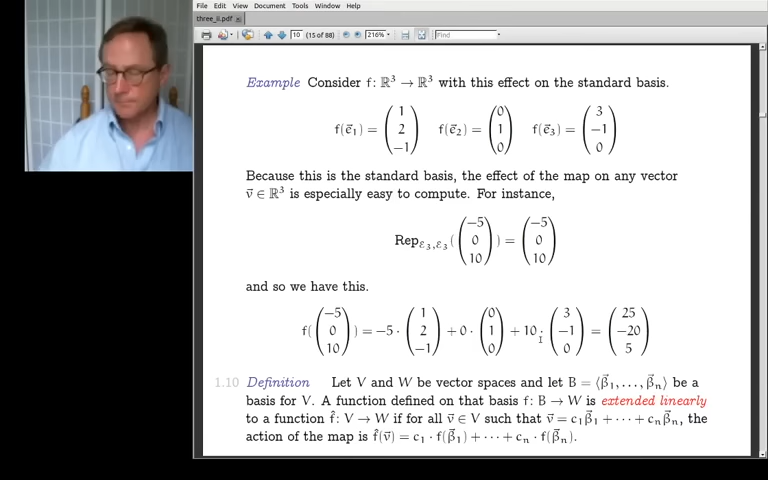 File Edit View Document Tools Window Help
three_ii.pdf
10 (15 of 88) 216% Find
Example Consider f: ℝ³ → ℝ³ with this effect on the standard basis.
f(e⃗₁) = (1 2 −1) f(e⃗₂) = (0 1 0) f(e⃗₃) = (3 −1 0)
Because this is the standard basis, the effect of the map on any vector
v⃗ ∈ ℝ³ is especially easy to compute. For instance,
Rep_{ℰ₃,ℰ₃}((−5 0 10)) = (−5 0 10)
and so we have this.
f((−5 0 10)) = −5 · (1 2 −1) + 0 · (0 1 0) + 10 · (3 −1 0) = (25 −20 5)
1.10 Definition Let V and W be vector spaces and let B = ⟨β⃗₁, . . . , β⃗ₙ⟩ be a
basis for V. A function defined on that basis f: B → W is extended linearly
to a function f̂: V → W if for all v⃗ ∈ V such that v⃗ = c₁β⃗₁ + · · · + cₙβ⃗ₙ, the
action of the map is f̂(v⃗) = c₁ · f(β⃗₁) + · · · + cₙ · f(β⃗ₙ).